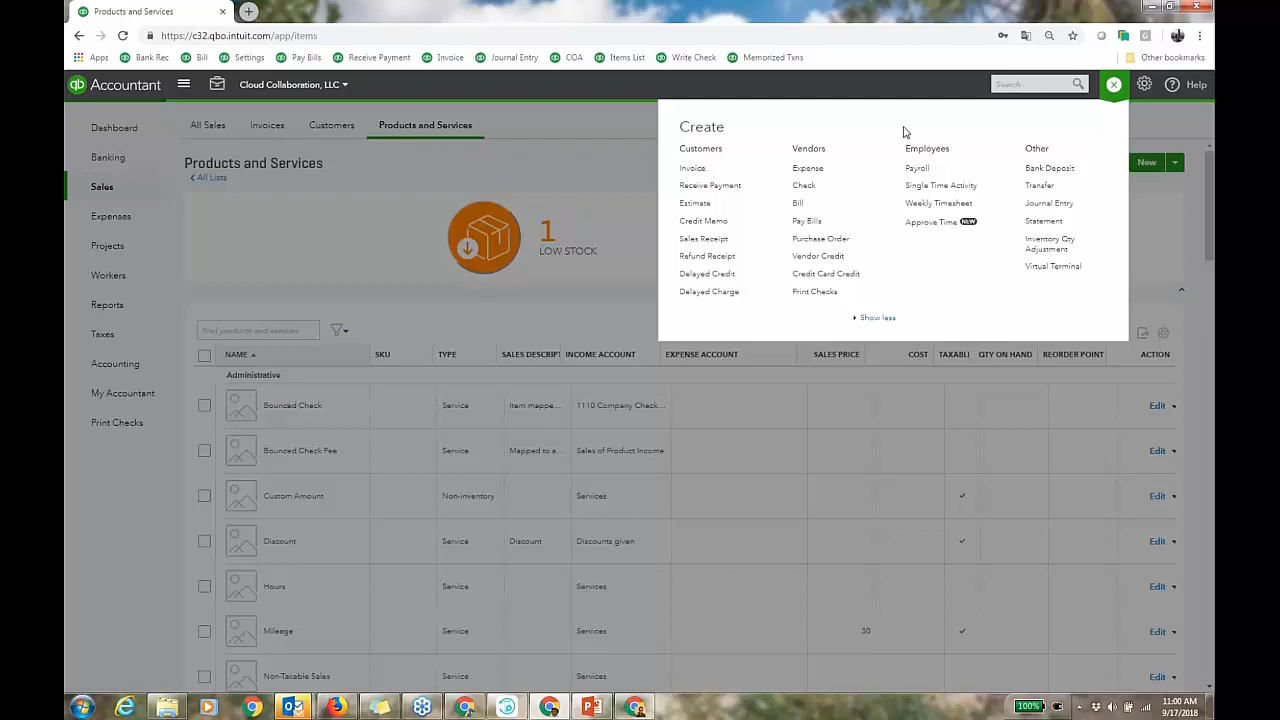 Products and Services
https://c32.qbo.intuit.com/app/items
Apps Bank Rec Bill Settings Pay Bills Receive Payment Invoice Journal Entry COA Items List Write Check Memorized Txns Other bookmarks
qb Accountant Cloud Collaboration, LLC Search Help
Dashboard
Banking
Sales
Expenses
Projects
Workers
Reports
Taxes
Accounting
My Accountant
Print Checks
All Sales Invoices Customers Products and Services
Products and Services
All Lists
New
1
LOW STOCK
Create
Customers
Invoice
Receive Payment
Estimate
Credit Memo
Sales Receipt
Refund Receipt
Delayed Credit
Delayed Charge
Vendors
Expense
Check
Bill
Pay Bills
Purchase Order
Vendor Credit
Credit Card Credit
Print Checks
Employees
Payroll
Single Time Activity
Weekly Timesheet
Approve Time NEW
Other
Bank Deposit
Transfer
Journal Entry
Statement
Inventory Qty
Adjustment
Virtual Terminal
Show less
Find products and services
NAME SKU TYPE SALES DESCRIPT INCOME ACCOUNT EXPENSE ACCOUNT SALES PRICE COST TAXABL QTY ON HAND REORDER POINT ACTION
Administrative
Bounced Check Service Item mappe... 1110 Company Check... Edit
Bounced Check Fee Service Mapped to a... Sales of Product Income Edit
Custom Amount Non-inventory Services Edit
Discount Service Discount Discounts given Edit
Hours Service Services Edit
Mileage Service Services 30 Edit
Non-Taxable Sales Service Services Edit
100%
11:00 AM
9/17/2018